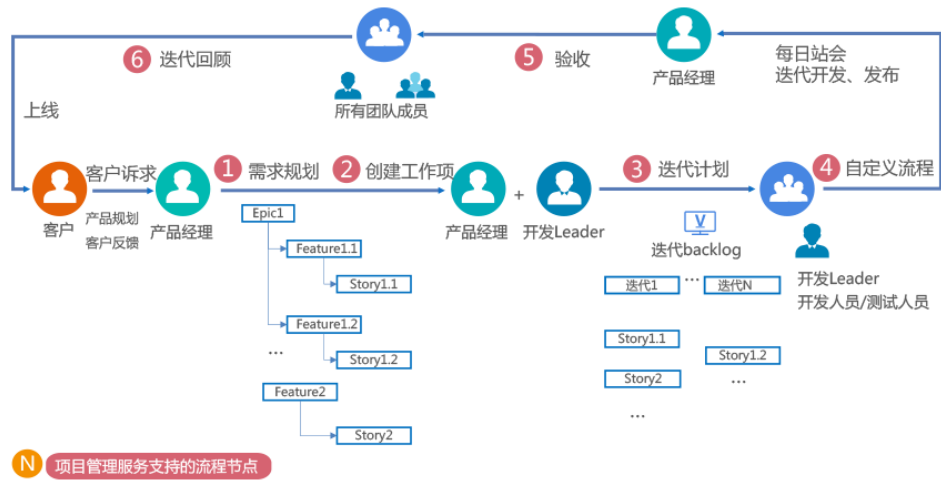 6 迭代回顾
5 验收
产品经理
每日站会
迭代开发、发布
所有团队成员
上线
客户诉求
1 需求规划
2 创建工作项
3 迭代计划
4 自定义流程
客户
产品规划
客户反馈
产品经理
产品经理
+
开发Leader
V
迭代backlog
开发Leader
开发人员/测试人员
Epic1
Feature1.1
Story1.1
Feature1.2
...
Story1.2
Feature2
Story2
迭代1
...
迭代N
Story1.1
Story1.2
Story2
...
...
N 项目管理服务支持的流程节点